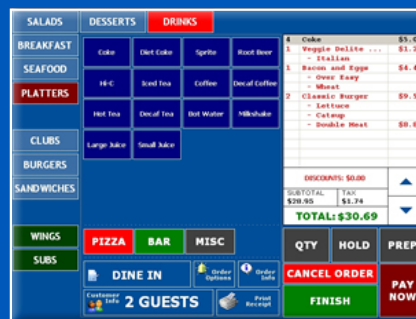 SALADS
DESSERTS
DRINKS
BREAKFAST
SEAFOOD
PLATTERS
CLUBS
BURGERS
SANDWICHES
WINGS
SUBS
Coke Diet Coke Sprite Root Beer
Hi-C Iced Tea Coffee Decaf Coffee
Hot Tea Decaf Tea Hot Water Milkshake
Large Juice Small Juice
4 Coke
1 Veggie Delite ...
- Italian
1 Bacon and Eggs
- Over Easy
- Wheat
2 Classic Burger
- Lettuce
- Catsup
- Double Meat
DISCOUNTS: $0.00
SUBTOTAL TAX
$28.95 $1.74
TOTAL: $30.69
PIZZA BAR MISC
QTY HOLD PREP
DINE IN
Order Options
Order Info
CANCEL ORDER
Customer Info
2 GUESTS
Print Receipt
FINISH
PAY NOW